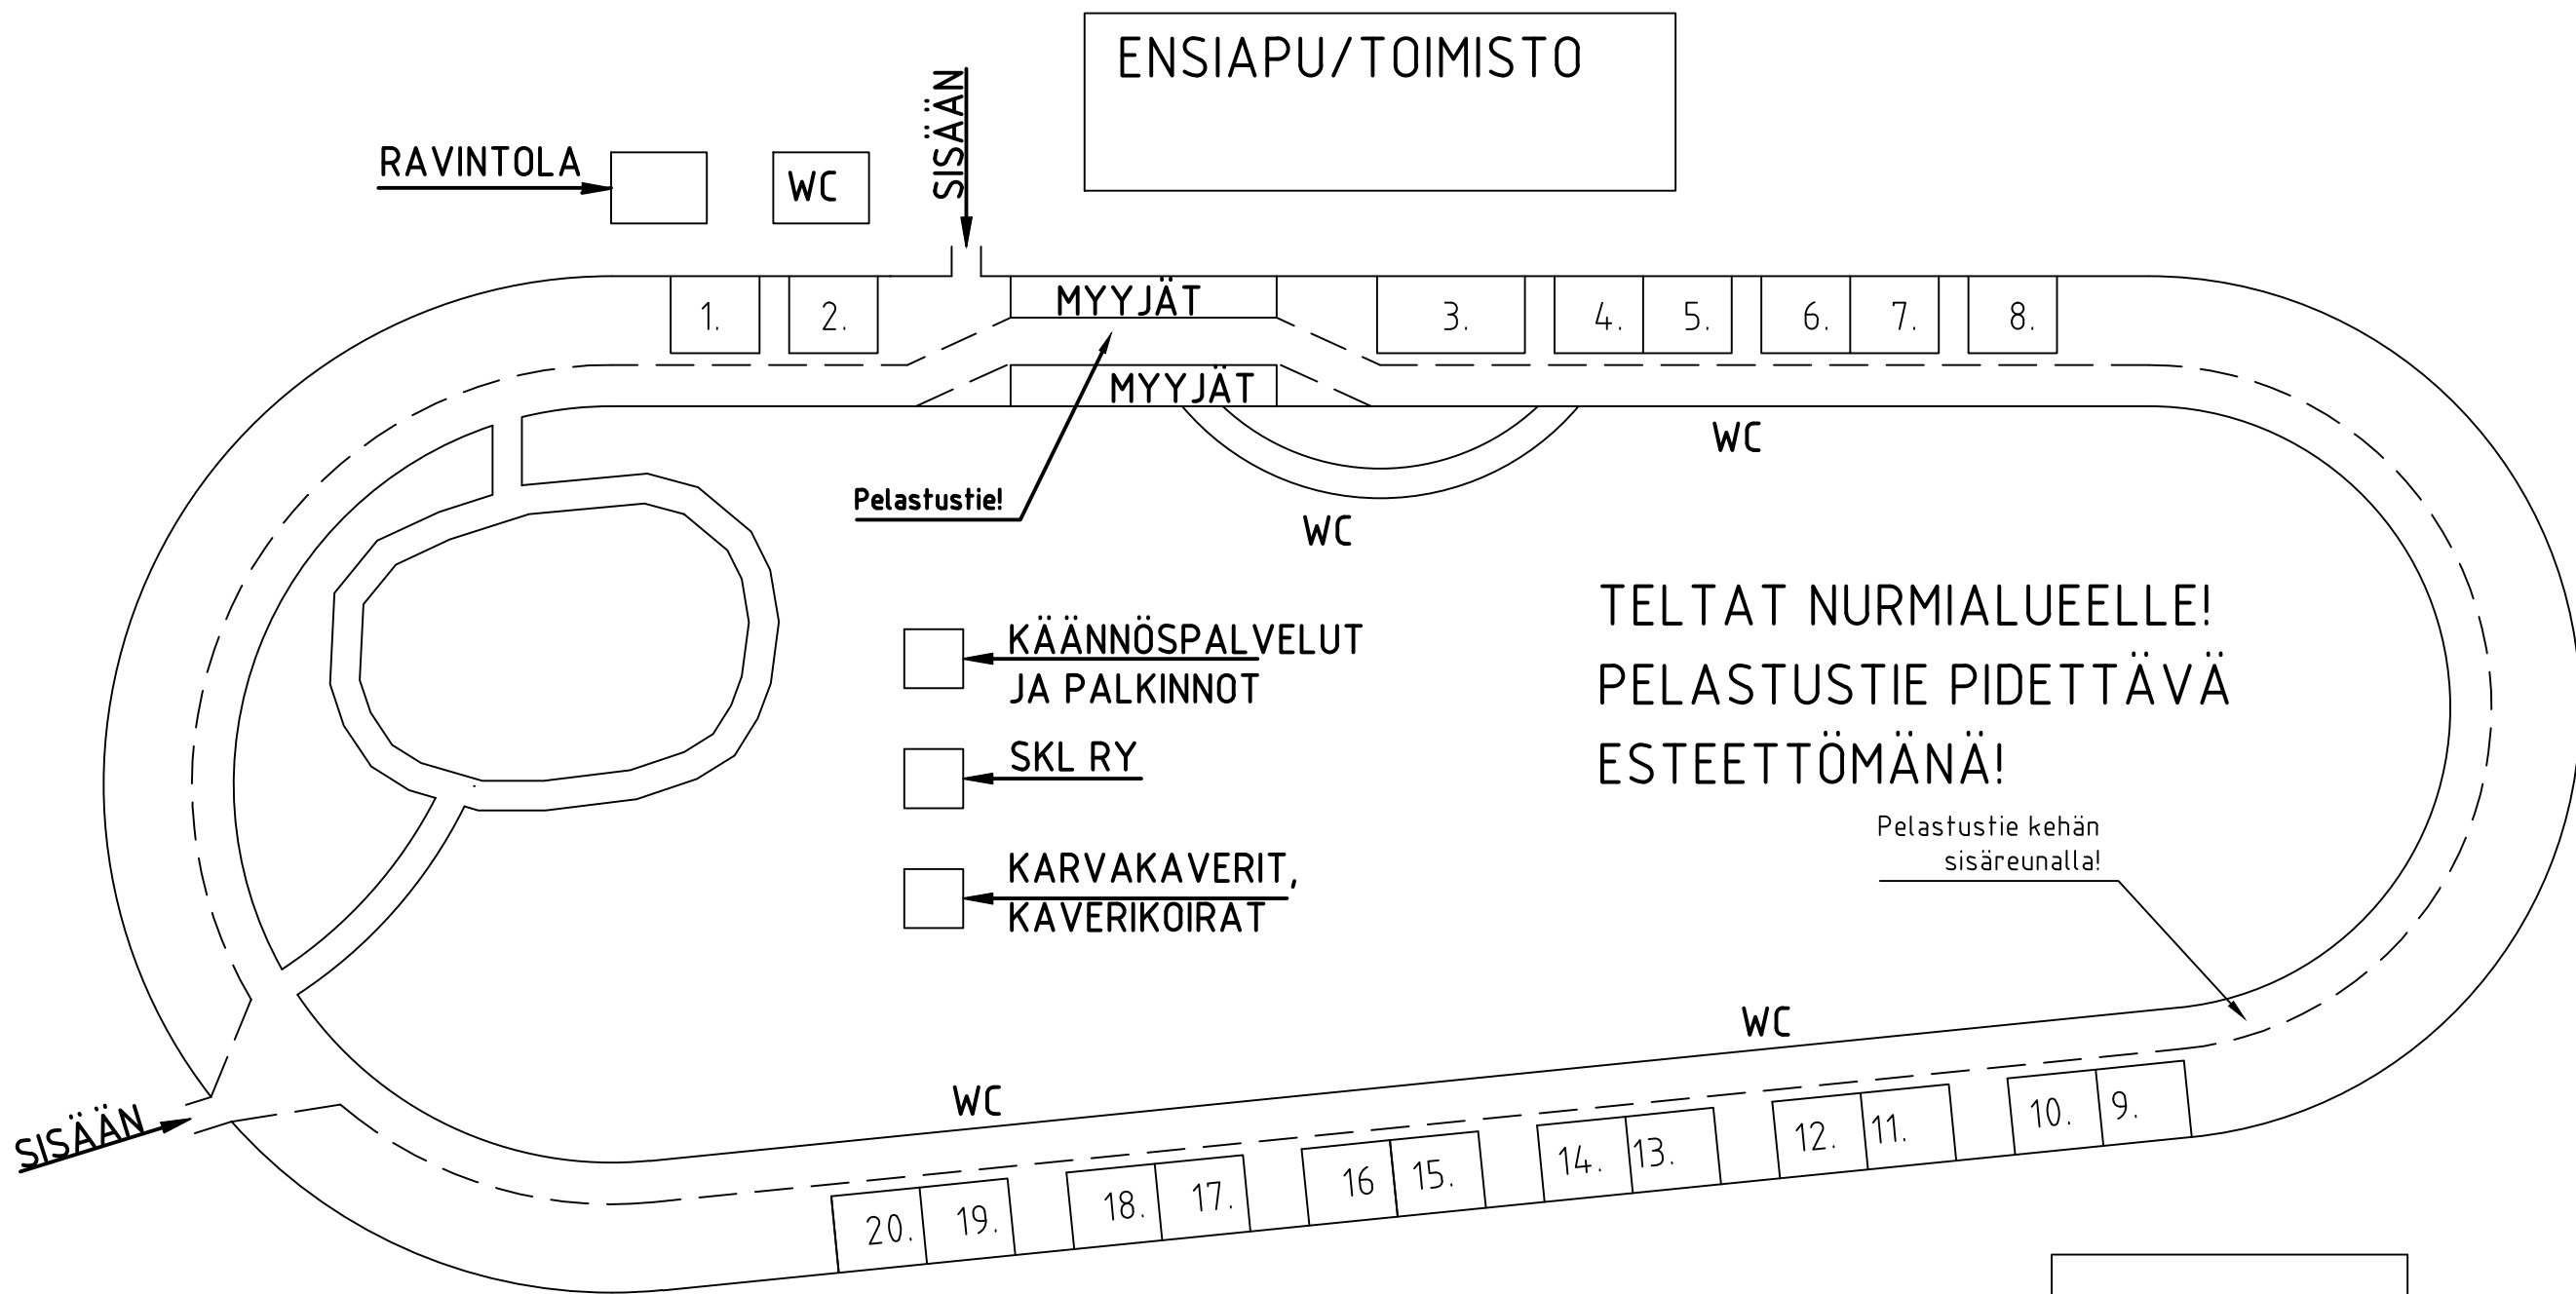 ENSIAPU/TOIMISTO
SISÄÄN
RAVINTOLA
WC
MYYJÄT
1.
2.
3.
4.
5.
6.
7.
8.
MYYJÄT
WC
Pelastustie!
WC
TELTAT NURMIALUEELLE!
PELASTUSTIE PIDETTÄVÄ
ESTEETTÖMÄNÄ!
KÄÄNNÖSPALVELUT
JA PALKINNOT
SKL RY
Pelastustie kehän
sisäreunalla!
KARVAKAVERIT,
KAVERIKOIRAT
WC
WC
SISÄÄN
20.
19.
18.
17.
16
15.
14.
13.
12.
11.
10.
9.